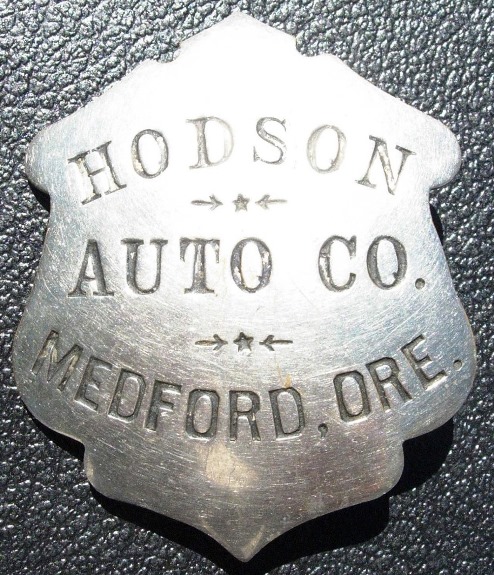 HODSON
AUTO CO.
MEDFORD, ORE.